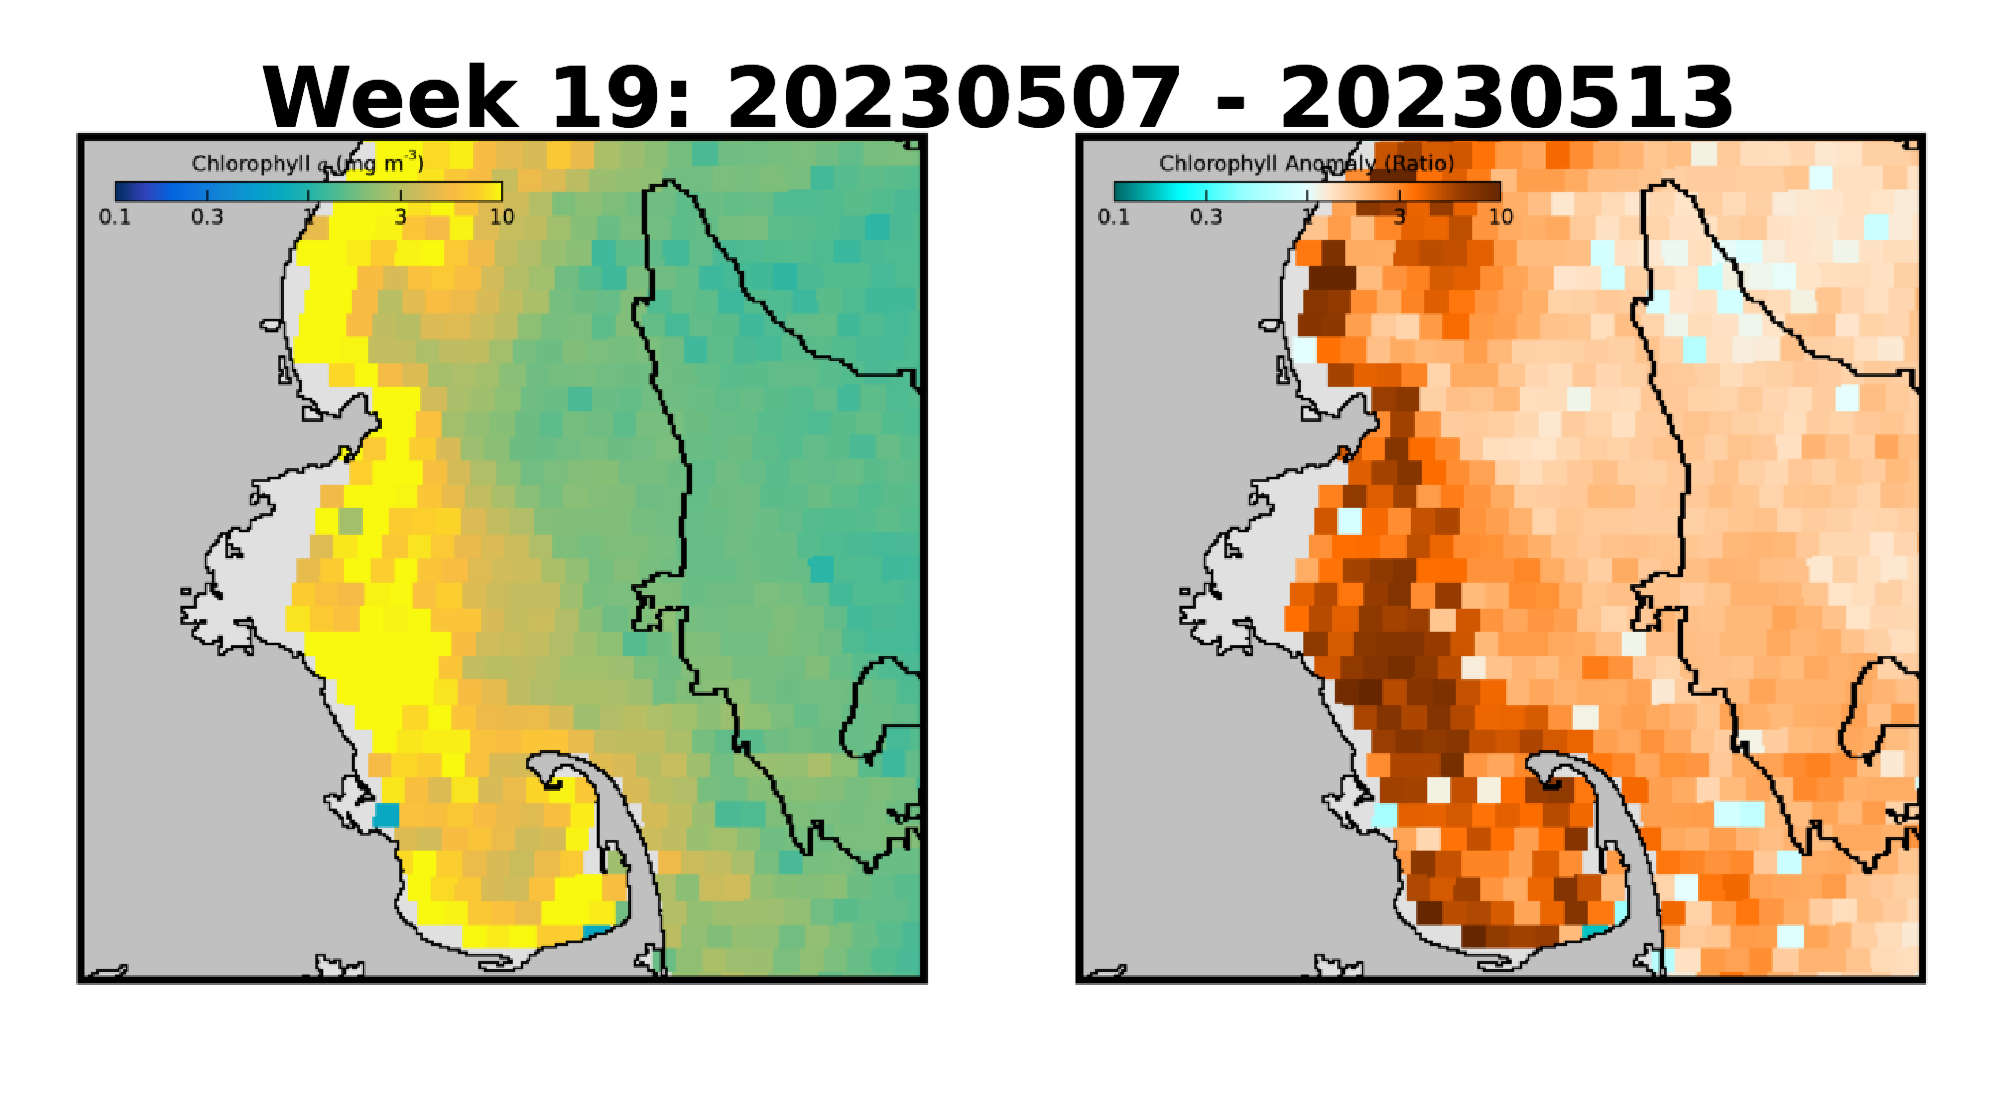 Week 19: 20230507 - 20230513
Chlorophyll a (mg m-3)
0.1 0.3 1 3 10
Chlorophyll Anomaly (Ratio)
0.1 0.3 1 3 10